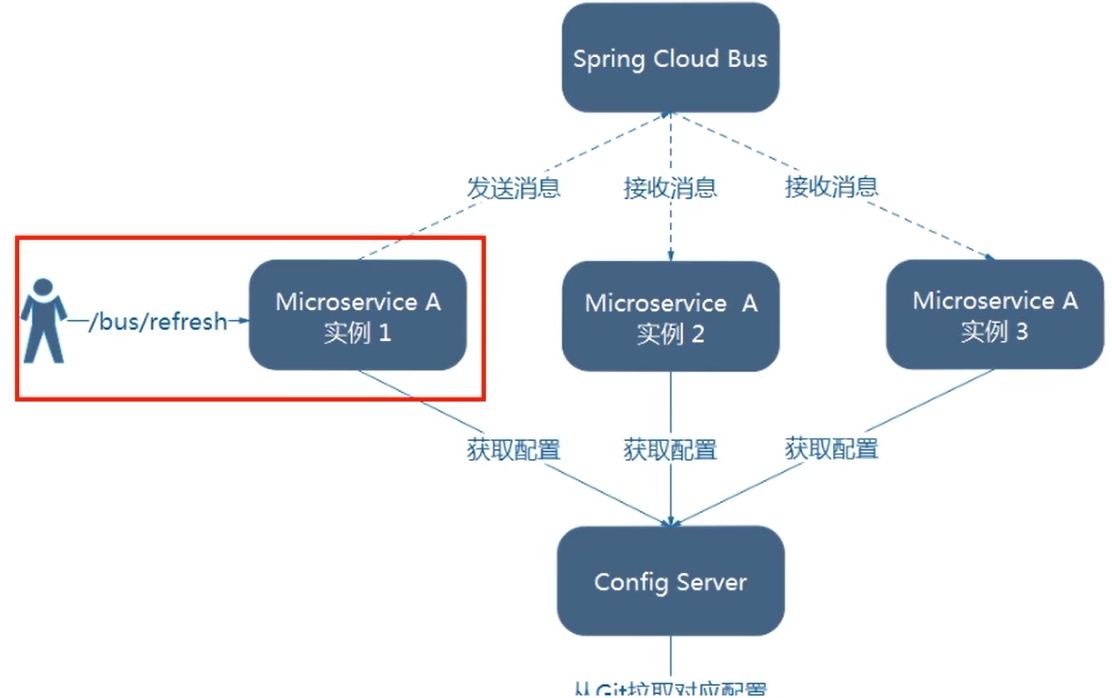 Spring Cloud Bus
发送消息
接收消息
接收消息
/bus/refresh
Microservice A
实例 1
Microservice A
实例 2
Microservice A
实例 3
获取配置
获取配置
获取配置
Config Server
从Git拉取对应配置